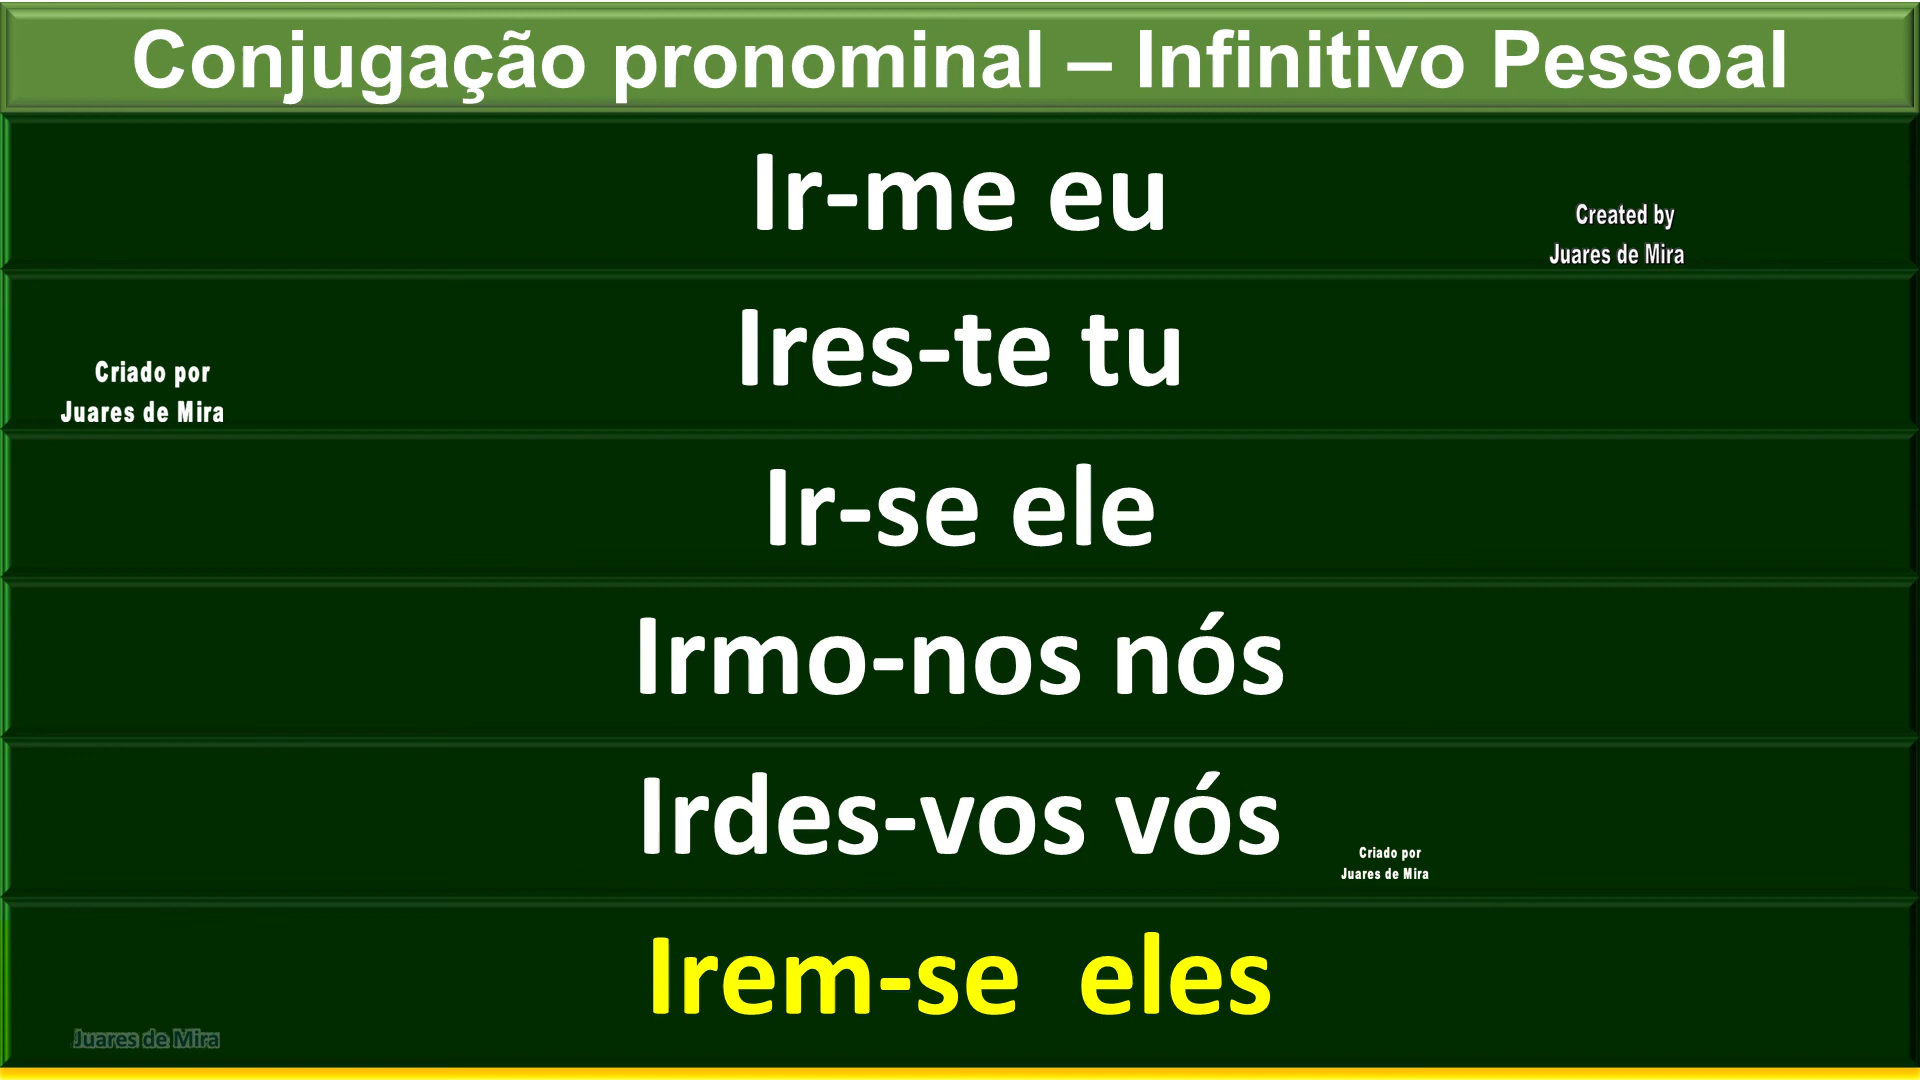 Conjugação pronominal – Infinitivo Pessoal
Ir-me eu
Created by
Juares de Mira
Ires-te tu
Criado por
Juares de Mira
Ir-se ele
Irmo-nos nós
Irdes-vos vós
Criado por
Juares de Mira
Irem-se eles
Juares de Mira